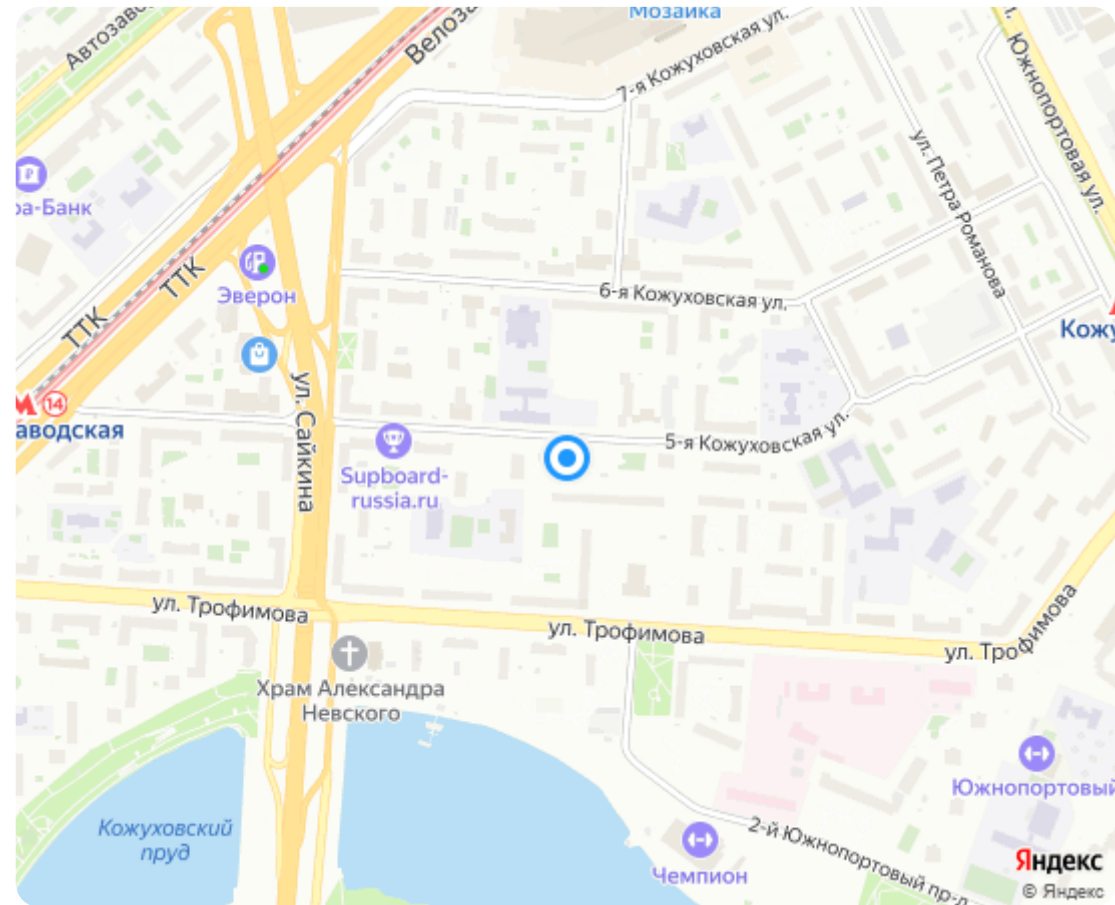 Мозаика
Автозаво
Велоза
7-я Кожуховская ул.
Южнопортовая ул.
ул. Петра Романова
ра-Банк
ТТК
ТТК
Эверон
6-я Кожуховская ул.
Кожу
14
аводская
ул. Сайкина
5-я Кожуховская ул.
Supboard-
russia.ru
ул. Трофимова
ул. Трофимова
ул. Трофимова
Храм Александра
Невского
Кожуховский
пруд
Южнопортовый
2-й Южнопортовый пр-д
Чемпион
Яндекс
© Яндекс